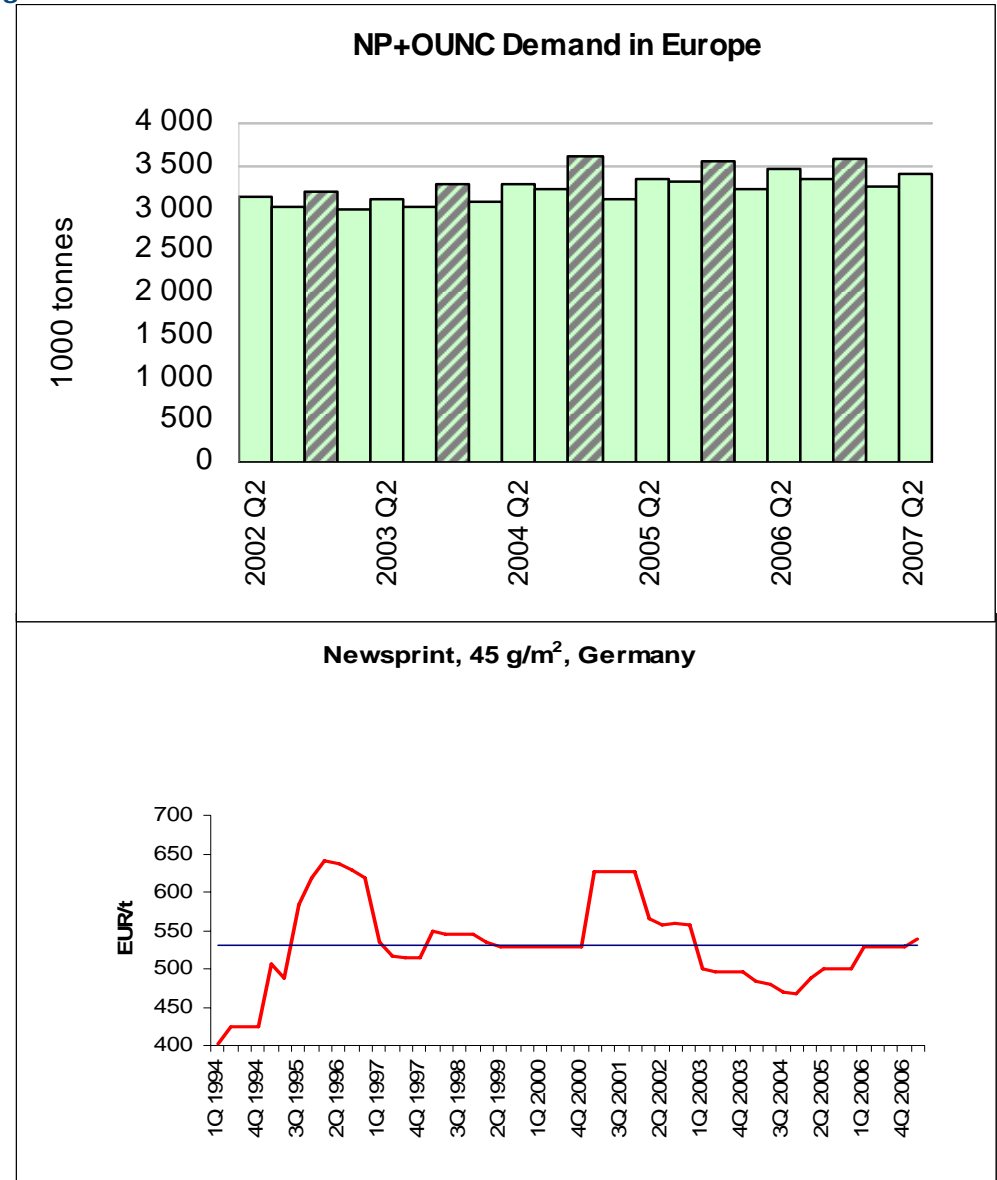 g
NP+OUNC Demand in Europe
4 000
3 500
3 000
2 500
2 000
1 500
1 000
500
0
1000 tonnes
2002 Q2
2003 Q2
2004 Q2
2005 Q2
2006 Q2
2007 Q2
Newsprint, 45 g/m², Germany
700
650
600
550
500
450
400
EUR/t
1Q 1994
4Q 1994
3Q 1995
2Q 1996
1Q 1997
4Q 1997
3Q 1998
2Q 1999
1Q 2000
4Q 2000
3Q 2001
2Q 2002
1Q 2003
4Q 2003
3Q 2004
2Q 2005
1Q 2006
4Q 2006